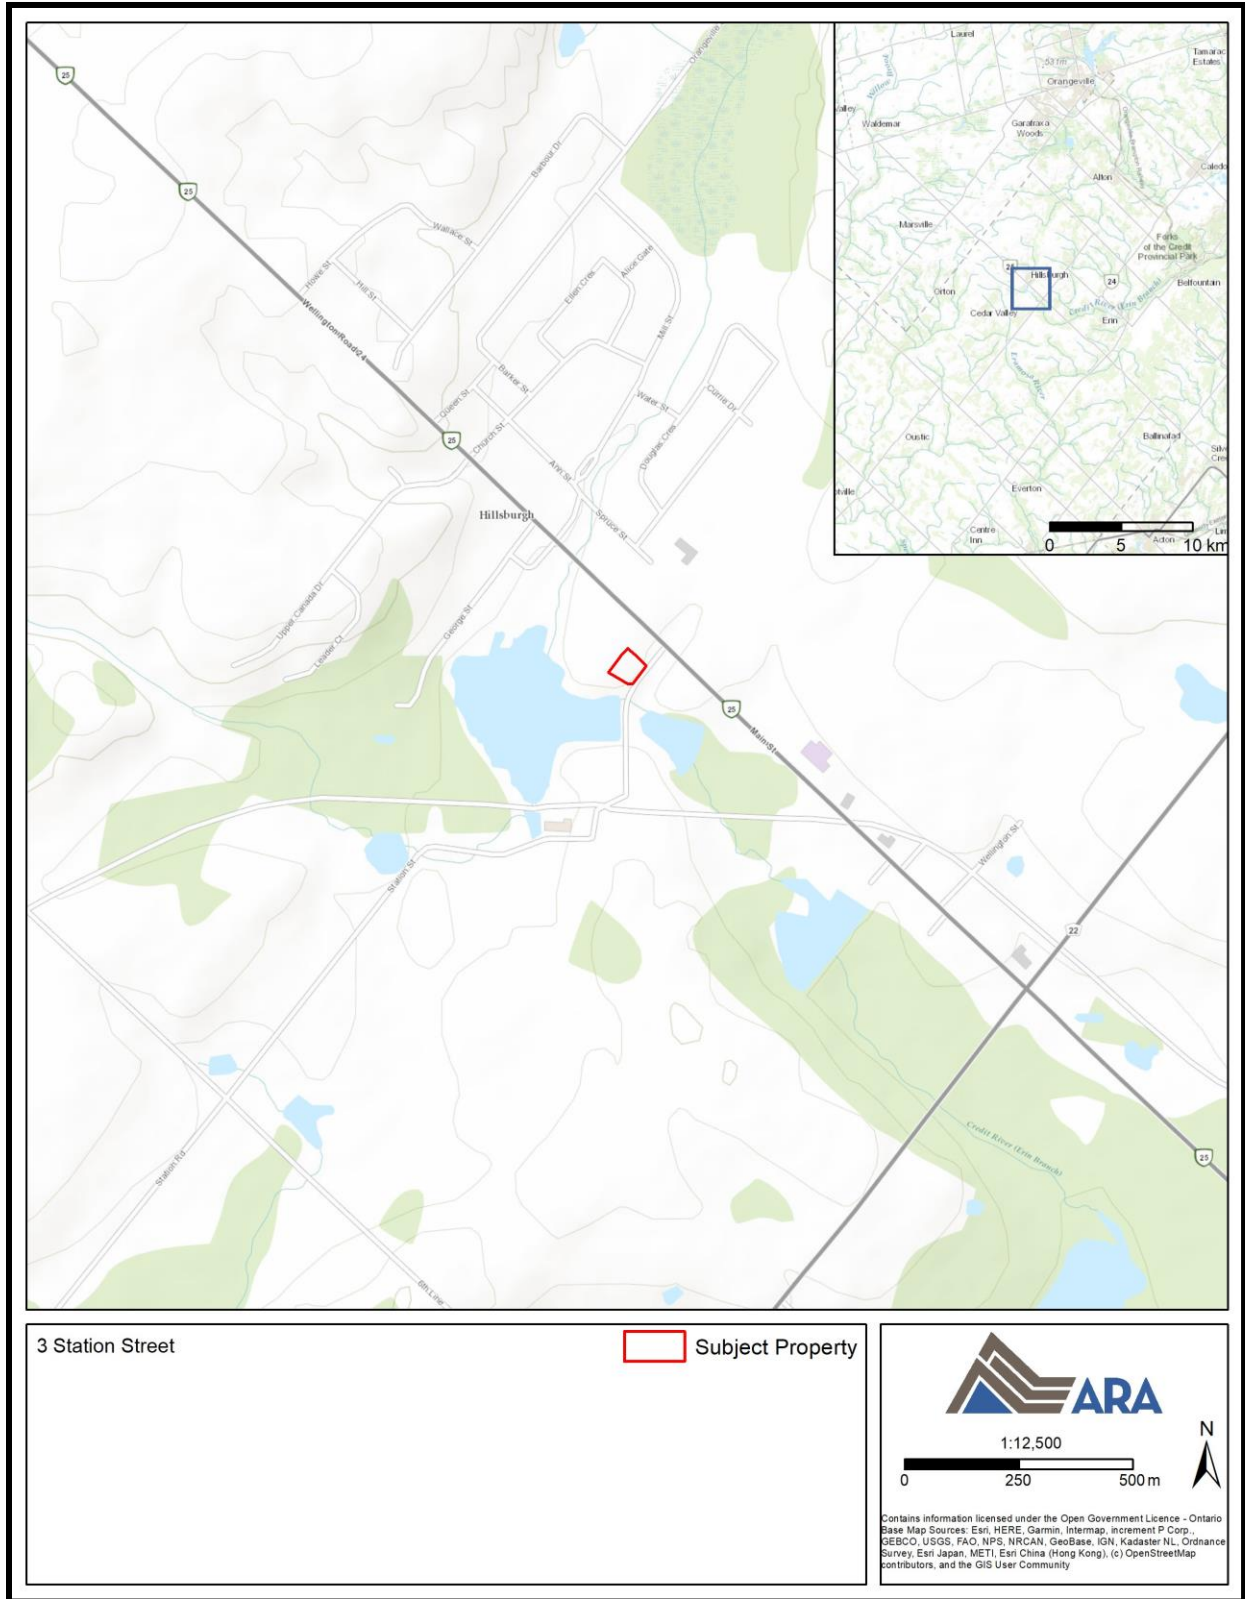 25
Orangeville
25
Barbour Dr
Wallace St
Howe St
Hill St
Wellington Road 24
Ellen Cres
Alice Gate
Mill St
Barker St
Queen St
Church St
Water St
Currie Dr
Douglas Cres
25
Ann St
Spruce St
Hillsburgh
Upper Canada Dr
Leader Ct
George St
25
Main St
Station St
Wellington St
22
Credit River (Erin Branch)
25
Station Rd
6th Line
Laurel
Tamarac
Estates
Orangeville
Willow
Waldemar
Garafraxa
Woods
Alton
Marsville
Forks
of the Credit
Provincial Park
Hillsburgh
24
Belfountain
Orton
Credit River (Erin Branch)
Cedar Valley
Erin
Eramosa River
Oustic
Ballinafad
Everton
Centre
Inn
Acton
0 5 10 km
3 Station Street
Subject Property
ARA
N
1:12,500
0 250 500 m
Contains information licensed under the Open Government Licence - Ontario
Base Map Sources: Esri, HERE, Garmin, Intermap, increment P Corp.,
GEBCO, USGS, FAO, NPS, NRCAN, GeoBase, IGN, Kadaster NL, Ordnance
Survey, Esri Japan, METI, Esri China (Hong Kong), (c) OpenStreetMap
contributors, and the GIS User Community